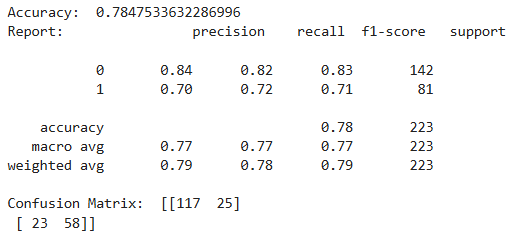 Accuracy:  0.7847533632286996
Report:                precision    recall  f1-score   support

           0       0.84      0.82      0.83       142
           1       0.70      0.72      0.71        81

    accuracy                           0.78       223
   macro avg       0.77      0.77      0.77       223
weighted avg       0.79      0.78      0.79       223

Confusion Matrix:  [[117  25]
 [ 23  58]]